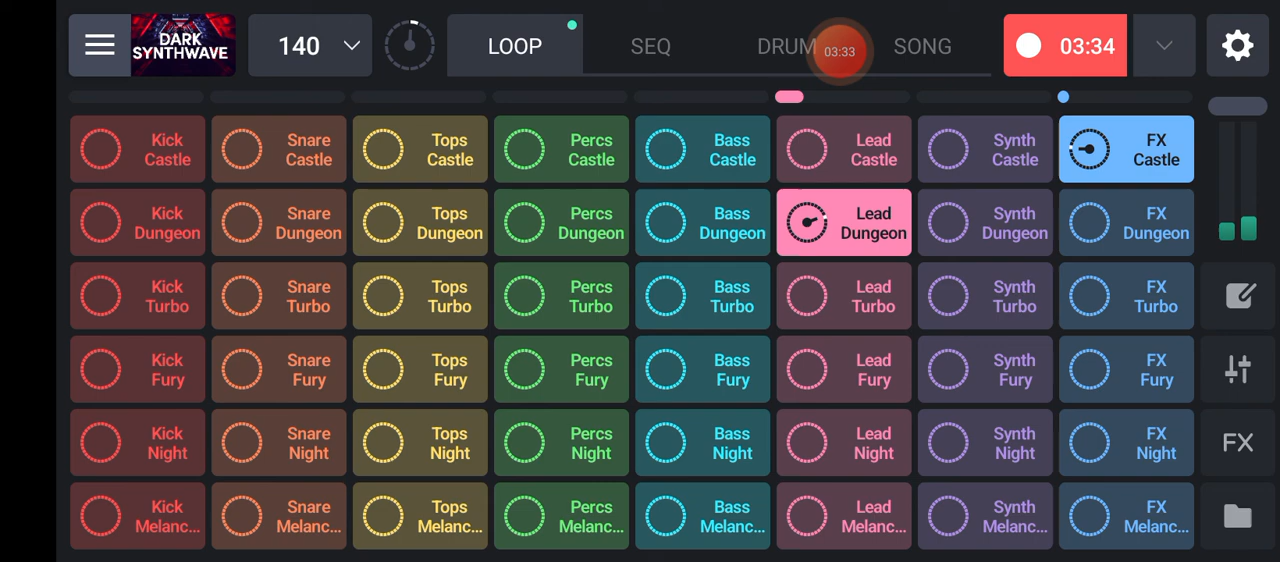 DARK
SYNTHWAVE
140
LOOP
SEQ
DRUM
03:33
SONG
03:34
Kick
Castle
Snare
Castle
Tops
Castle
Percs
Castle
Bass
Castle
Lead
Castle
Synth
Castle
FX
Castle
Kick
Dungeon
Snare
Dungeon
Tops
Dungeon
Percs
Dungeon
Bass
Dungeon
Lead
Dungeon
Synth
Dungeon
FX
Dungeon
Kick
Turbo
Snare
Turbo
Tops
Turbo
Percs
Turbo
Bass
Turbo
Lead
Turbo
Synth
Turbo
FX
Turbo
Kick
Fury
Snare
Fury
Tops
Fury
Percs
Fury
Bass
Fury
Lead
Fury
Synth
Fury
FX
Fury
Kick
Night
Snare
Night
Tops
Night
Percs
Night
Bass
Night
Lead
Night
Synth
Night
FX
Night
FX
Kick
Melanc...
Snare
Melanc...
Tops
Melanc...
Percs
Melanc...
Bass
Melanc...
Lead
Melanc...
Synth
Melanc...
FX
Melanc...